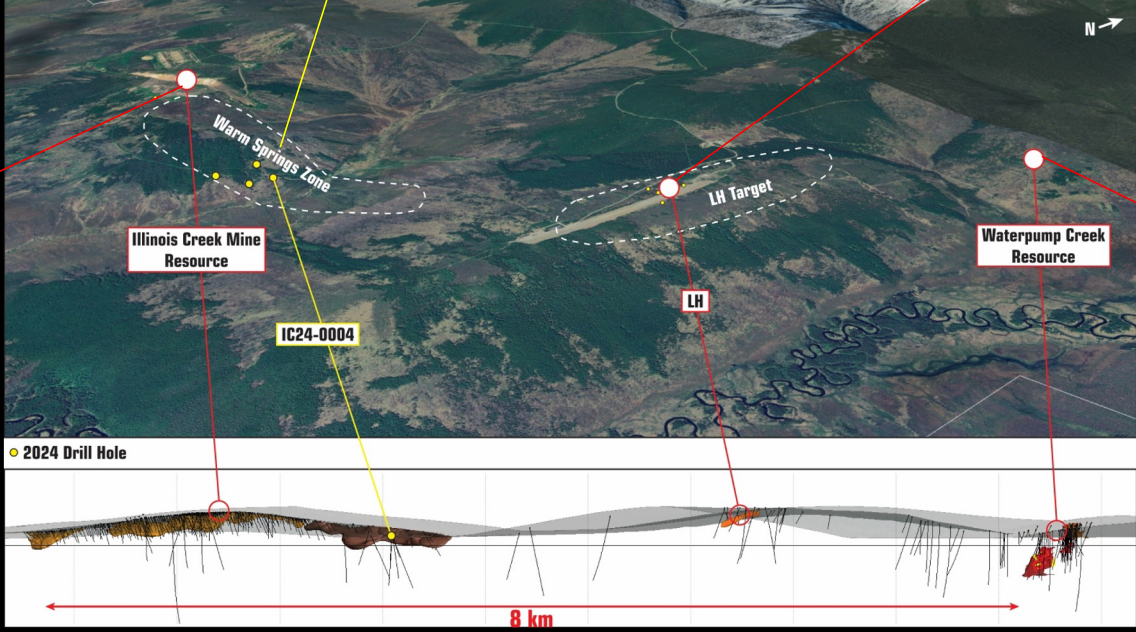 N
Warm Springs Zone
LH Target
Illinois Creek Mine
Resource
Waterpump Creek
Resource
LH
IC24-0004
2024 Drill Hole
8 km